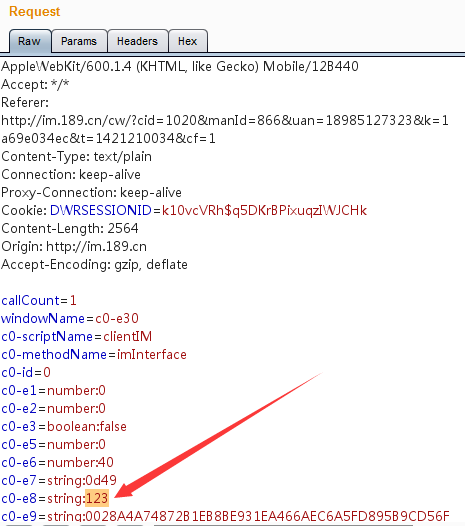 Request
Raw Params Headers Hex
AppleWebKit/600.1.4 (KHTML, like Gecko) Mobile/12B440
Accept: */*
Referer:
http://im.189.cn/cw/?cid=1020&manId=866&uan=18985127323&k=1
a69e034ec&t=1421210034&cf=1
Content-Type: text/plain
Connection: keep-alive
Proxy-Connection: keep-alive
Cookie: DWRSESSIONID=k10vcVRh$q5DKrBPixuqzIWJCHk
Content-Length: 2564
Origin: http://im.189.cn
Accept-Encoding: gzip, deflate
callCount=1
windowName=c0-e30
c0-scriptName=clientIM
c0-methodName=imInterface
c0-id=0
c0-e1=number:0
c0-e2=number:0
c0-e3=boolean:false
c0-e5=number:0
c0-e6=number:40
c0-e7=string:0d49
c0-e8=string:123
c0-e9=string:0028A4A74872B1EB8BE931EA466AEC6A5FD895B9CD56F